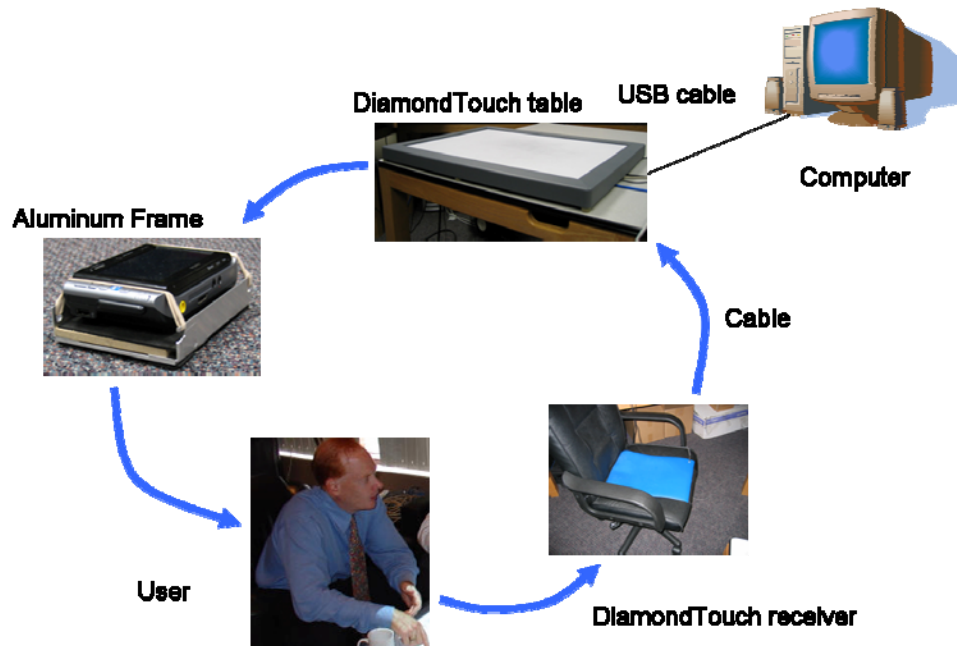 USB cable
DiamondTouch table
Computer
Aluminum Frame
Cable
User
DiamondTouch receiver